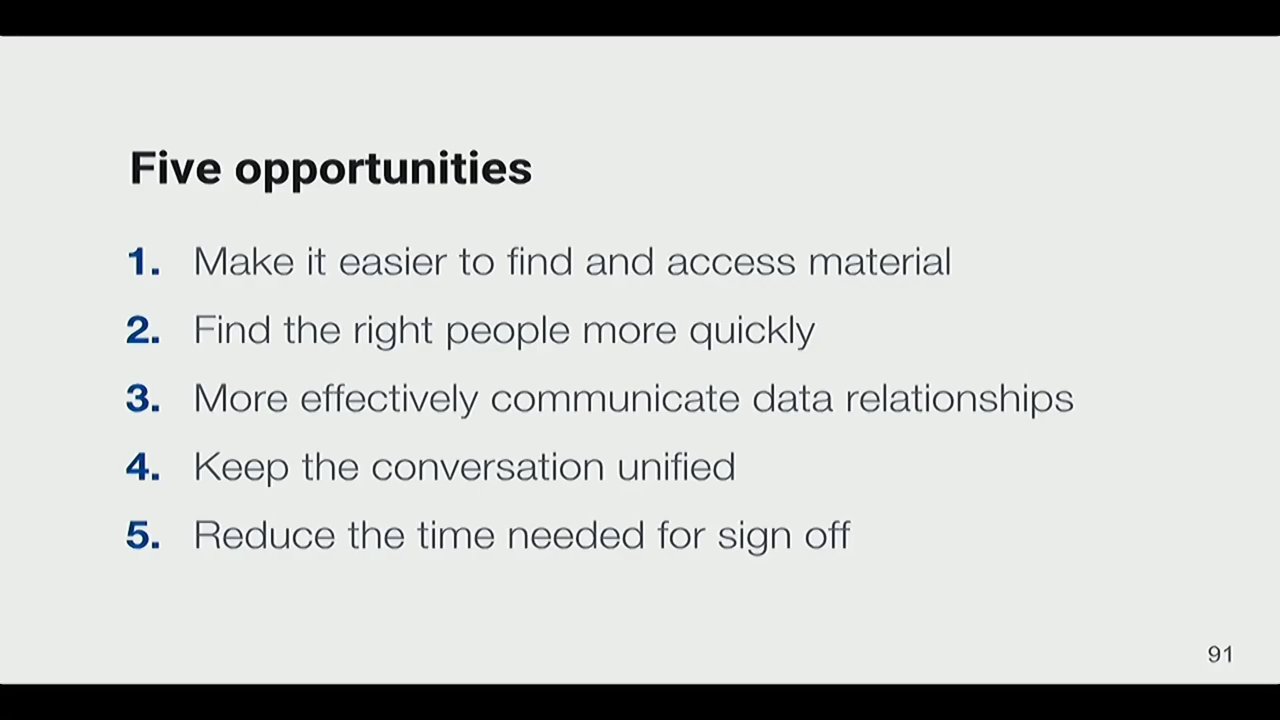 Five opportunities
1. Make it easier to find and access material
2. Find the right people more quickly
3. More effectively communicate data relationships
4. Keep the conversation unified
5. Reduce the time needed for sign off
91